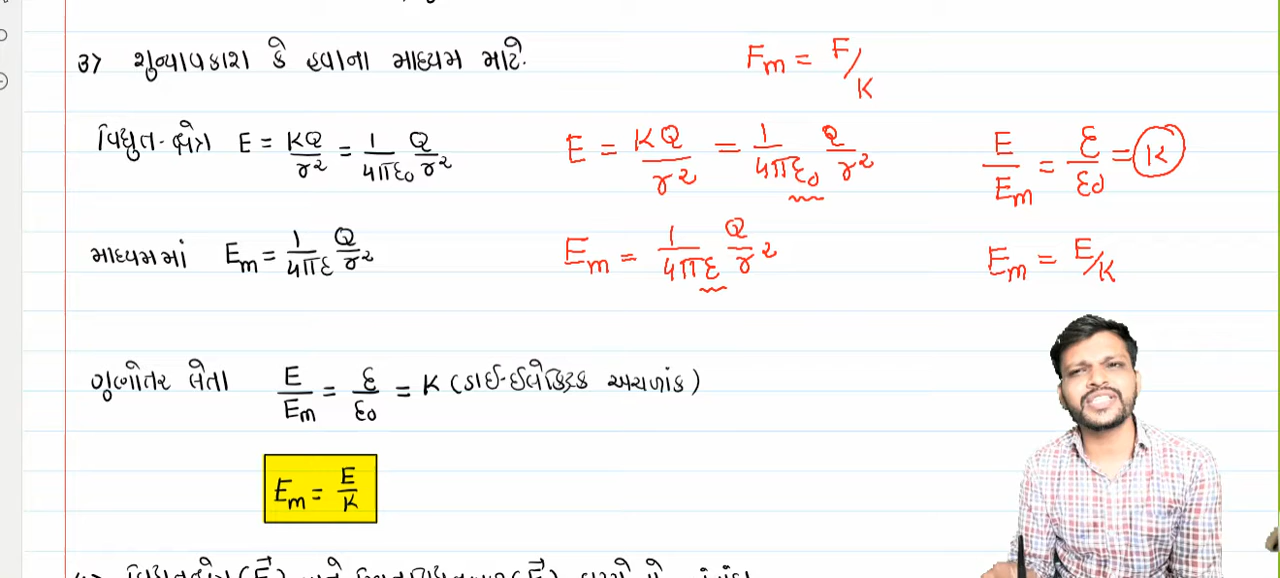 ૩> શૂન્યાવકાશ કે હવાના માધ્યમ માટે. Fm = F/K
વિદ્યુત-ક્ષેત્ર E = KQ/r² = 1/4πε₀ Q/r² E = KQ/r² = 1/4πε₀ Q/r² E/Em = ε/ε₀ = K
માધ્યમમાં Em = 1/4πε Q/r² Em = 1/4πε Q/r² Em = E/K
ગુણોતર લેતા E/Em = ε/ε₀ = K (ડાઈ-ઈલેક્ટ્રિક અચળાંક)
Em = E/K